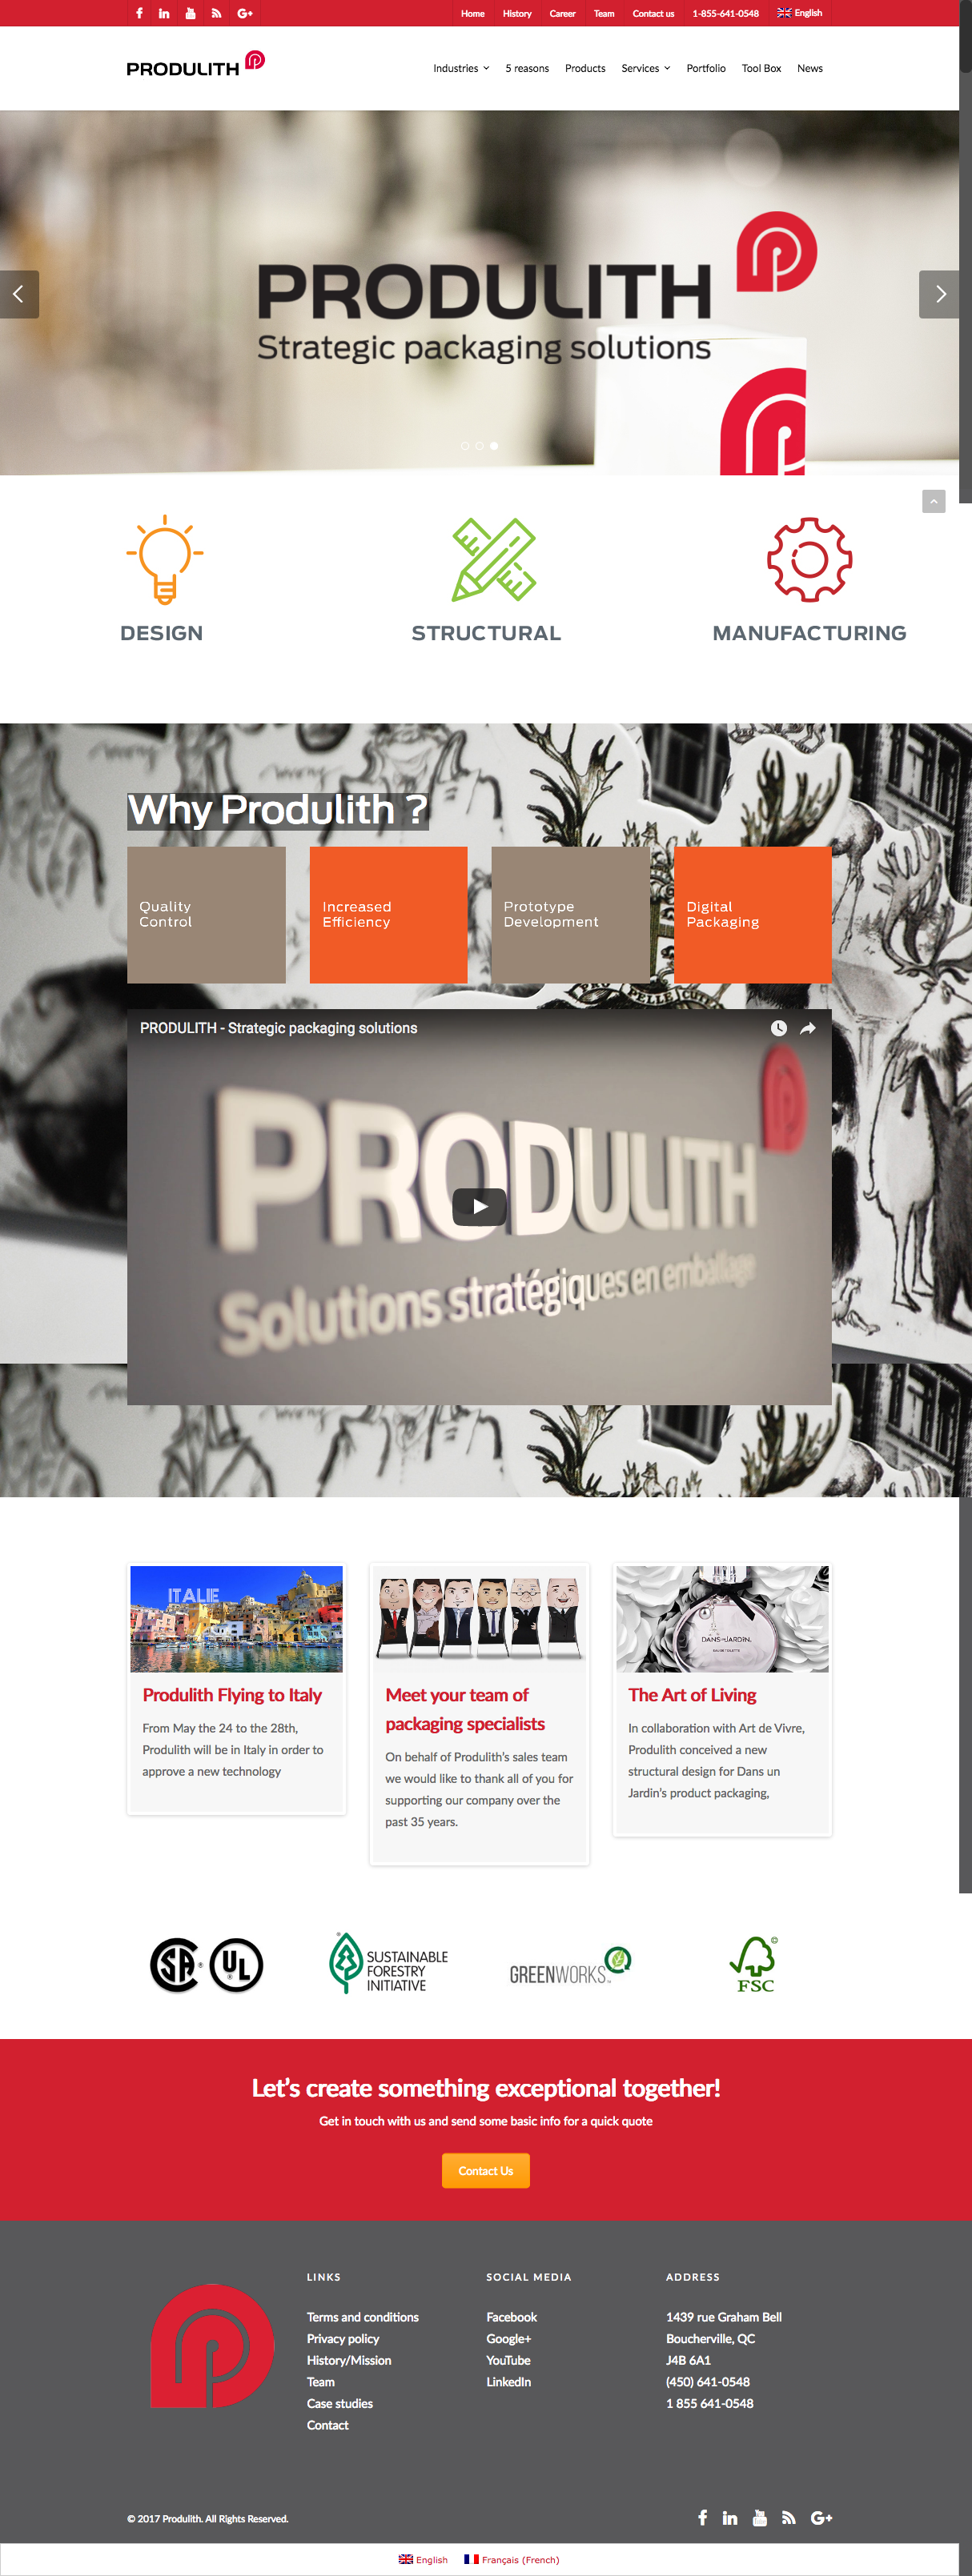 Home History Career Team Contact us 1-855-641-0548 English
PRODULITH
Industries 5 reasons Products Services Portfolio Tool Box News
PRODULITH
Strategic packaging solutions
DESIGN
STRUCTURAL
MANUFACTURING
Why Produlith ?
Quality
Control
Increased
Efficiency
Prototype
Development
Digital
Packaging
PELLE
PRODULITH - Strategic packaging solutions
PRODULITH
Solutions stratégiques en emballage
ITALIE
Produlith Flying to Italy
From May the 24 to the 28th,
Produlith will be in Italy in order to
approve a new technology
Meet your team of
packaging specialists
On behalf of Produlith's sales team
we would like to thank all of you for
supporting our company over the
past 35 years.
DANS UN JARDIN
The Art of Living
In collaboration with Art de Vivre,
Produlith conceived a new
structural design for Dans un
Jardin's product packaging,
SA ® UL ®
SUSTAINABLE
FORESTRY
INITIATIVE
GREENWORKS
FSC
Let's create something exceptional together!
Get in touch with us and send some basic info for a quick quote
Contact Us
LINKS
Terms and conditions
Privacy policy
History/Mission
Team
Case studies
Contact
SOCIAL MEDIA
Facebook
Google+
YouTube
LinkedIn
ADDRESS
1439 rue Graham Bell
Boucherville, QC
J4B 6A1
(450) 641-0548
1 855 641-0548
© 2017 Produlith. All Rights Reserved.
English Français (French)